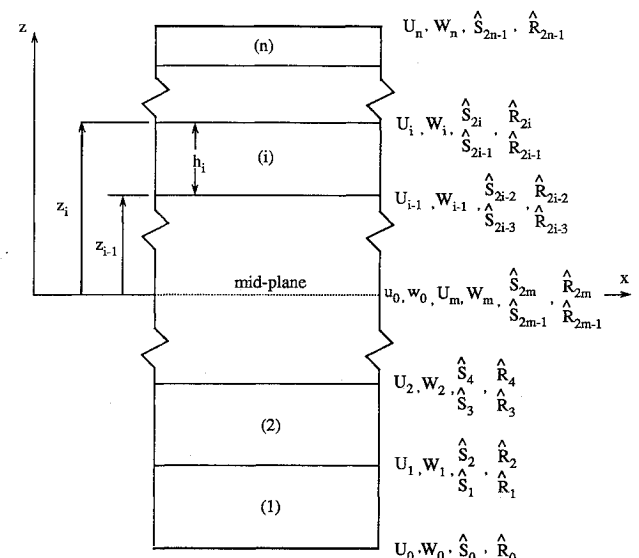 z
(n)
Uₙ, Wₙ, Ŝ₂ₙ₋₁, R̂₂ₙ₋₁
Uᵢ, Wᵢ, Ŝ₂ᵢ, R̂₂ᵢ
Ŝ₂ᵢ₋₁, R̂₂ᵢ₋₁
(i)
hᵢ
zᵢ
Uᵢ₋₁, Wᵢ₋₁, Ŝ₂ᵢ₋₂, R̂₂ᵢ₋₂
Ŝ₂ᵢ₋₃, R̂₂ᵢ₋₃
zᵢ₋₁
mid-plane
u₀, w₀, Uₘ, Wₘ, Ŝ₂ₘ, R̂₂ₘ
Ŝ₂ₘ₋₁, R̂₂ₘ₋₁
x
U₂, W₂, Ŝ₄, R̂₄
Ŝ₃, R̂₃
(2)
U₁, W₁, Ŝ₂, R̂₂
Ŝ₁, R̂₁
(1)
U₀, W₀, Ŝ₀, R̂₀